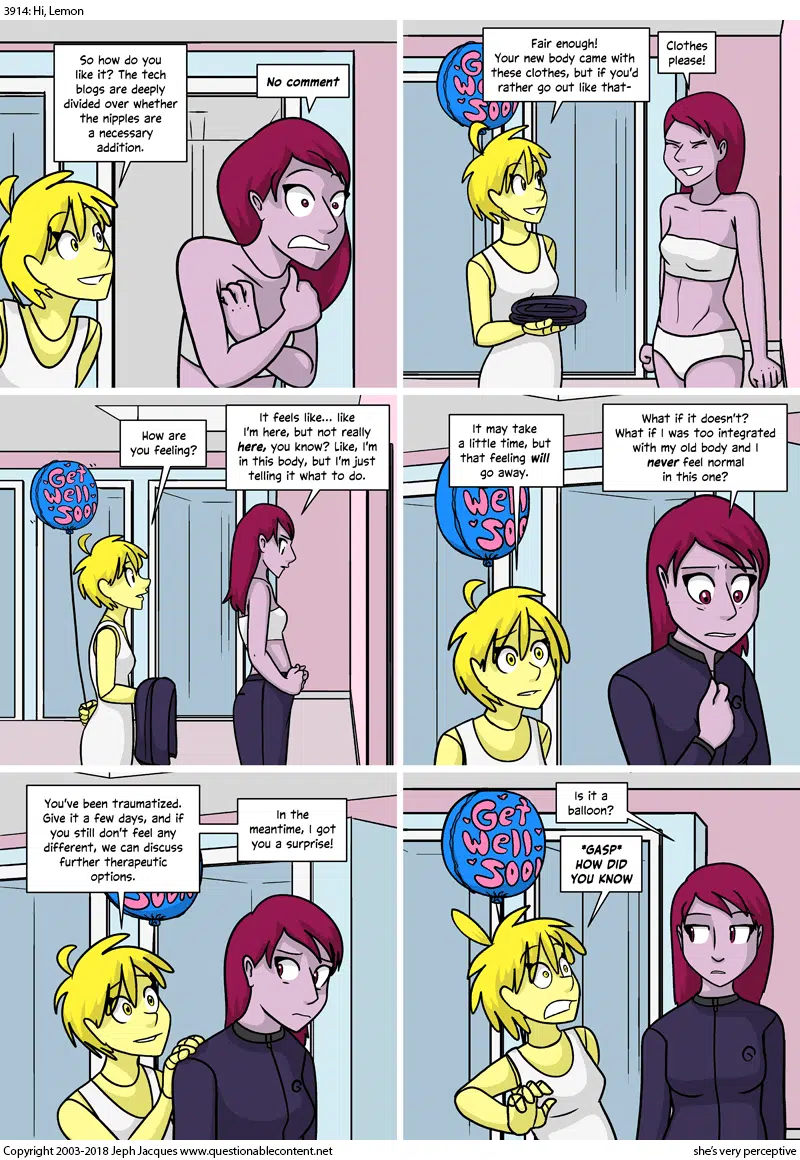 3914: Hi, Lemon
So how do you
like it? The tech
blogs are deeply
divided over whether
the nipples are
a necessary
addition.
No comment
Fair enough!
Your new body came with
these clothes, but if you'd
rather go out like that-
Clothes
please!
Get
Well
Soo
How are
you feeling?
It feels like... like
I'm here, but not really
here, you know? Like, I'm
in this body, but I'm just
telling it what to do.
Get
Well
Soo
It may take
a little time, but
that feeling will
go away.
What if it doesn't?
What if I was too integrated
with my old body and I
never feel normal
in this one?
Well
Soo
You've been traumatized.
Give it a few days, and if
you still don't feel any
different, we can discuss
further therapeutic
options.
In the
meantime, I got
you a surprise!
Soon
Is it a
balloon?
*GASP*
HOW DID
YOU KNOW
Get
Well
Soon
Copyright 2003-2018 Jeph Jacques www.questionablecontent.net
she's very perceptive